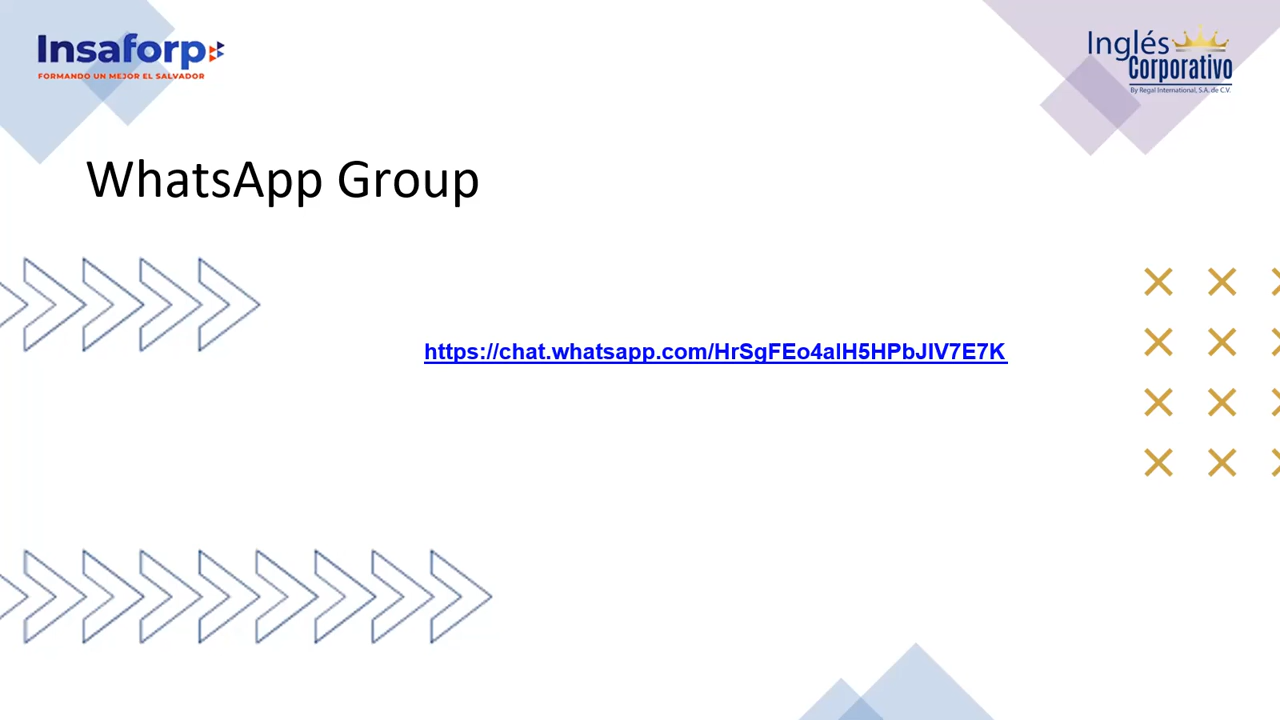 Insaforp
FORMANDO UN MEJOR EL SALVADOR
Inglés
Corporativo
By Regal International, S.A. de C.V.
WhatsApp Group
https://chat.whatsapp.com/HrSgFEo4alH5HPbJlV7E7K